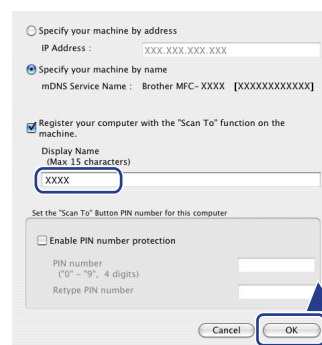 Specify your machine by address
IP Address : XXX.XXX.XXX.XXX
Specify your machine by name
mDNS Service Name : Brother MFC- XXXX [XXXXXXXXXXXX]
Register your computer with the "Scan To" function on the
machine.
Display Name
(Max 15 characters)
XXXX
Set the "Scan To" Button PIN number for this computer
Enable PIN number protection
PIN number
("0" – "9", 4 digits)
Retype PIN number
Cancel OK